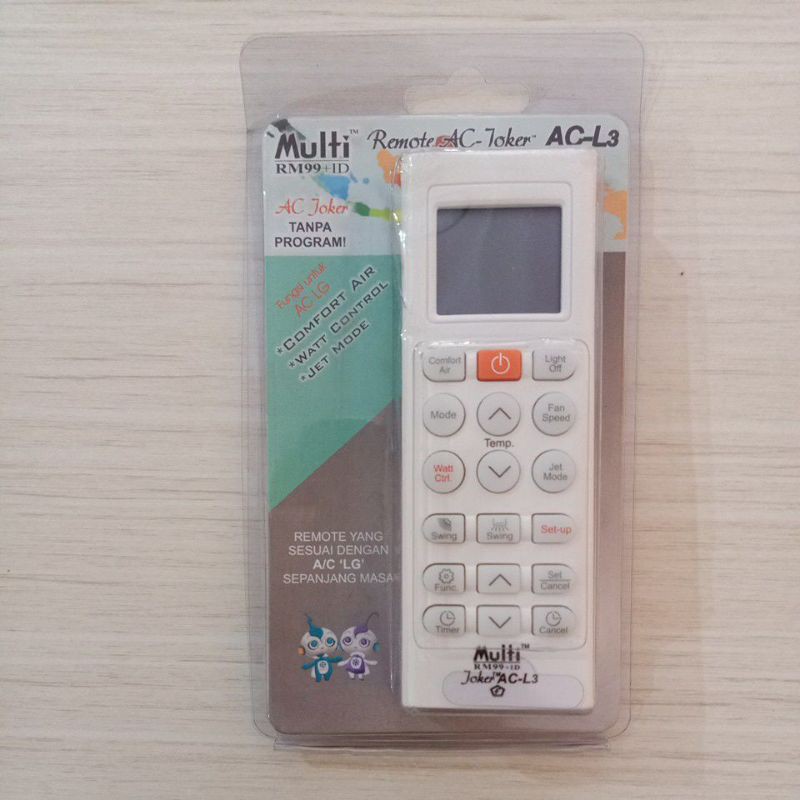 Multi™
RM99+ID
Remote AC-Joker™ AC-L3
AC Joker
TANPA
PROGRAM!
Fungsi untuk
AC LG
*COMFORT AIR
*WATT CONTROL
*JET MODE
REMOTE YANG
SESUAI DENGAN
A/C 'LG'
SEPANJANG MASA
Comfort
Air
Light
Off
Mode
Fan
Speed
Temp.
Watt
Ctrl.
Jet
Mode
Swing
Swing
Set-up
Func.
Set
Cancel
Timer
Cancel
Multi™
RM99+ID
Joker™AC-L3